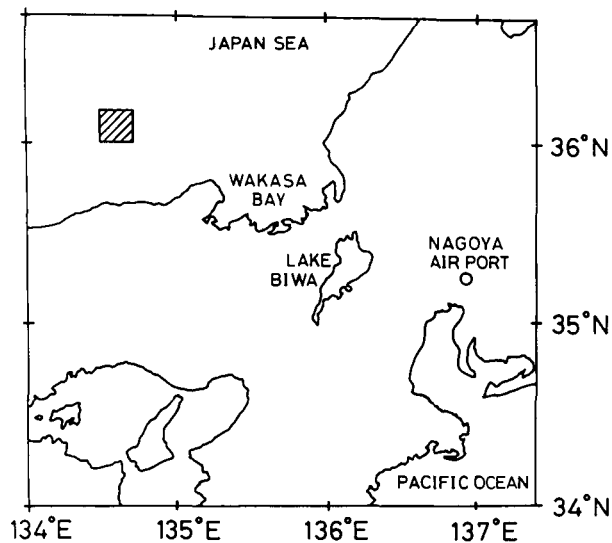 JAPAN SEA
36°N
WAKASA
BAY
NAGOYA
AIR PORT
LAKE
BIWA
35°N
PACIFIC OCEAN
34°N
134°E
135°E
136°E
137°E